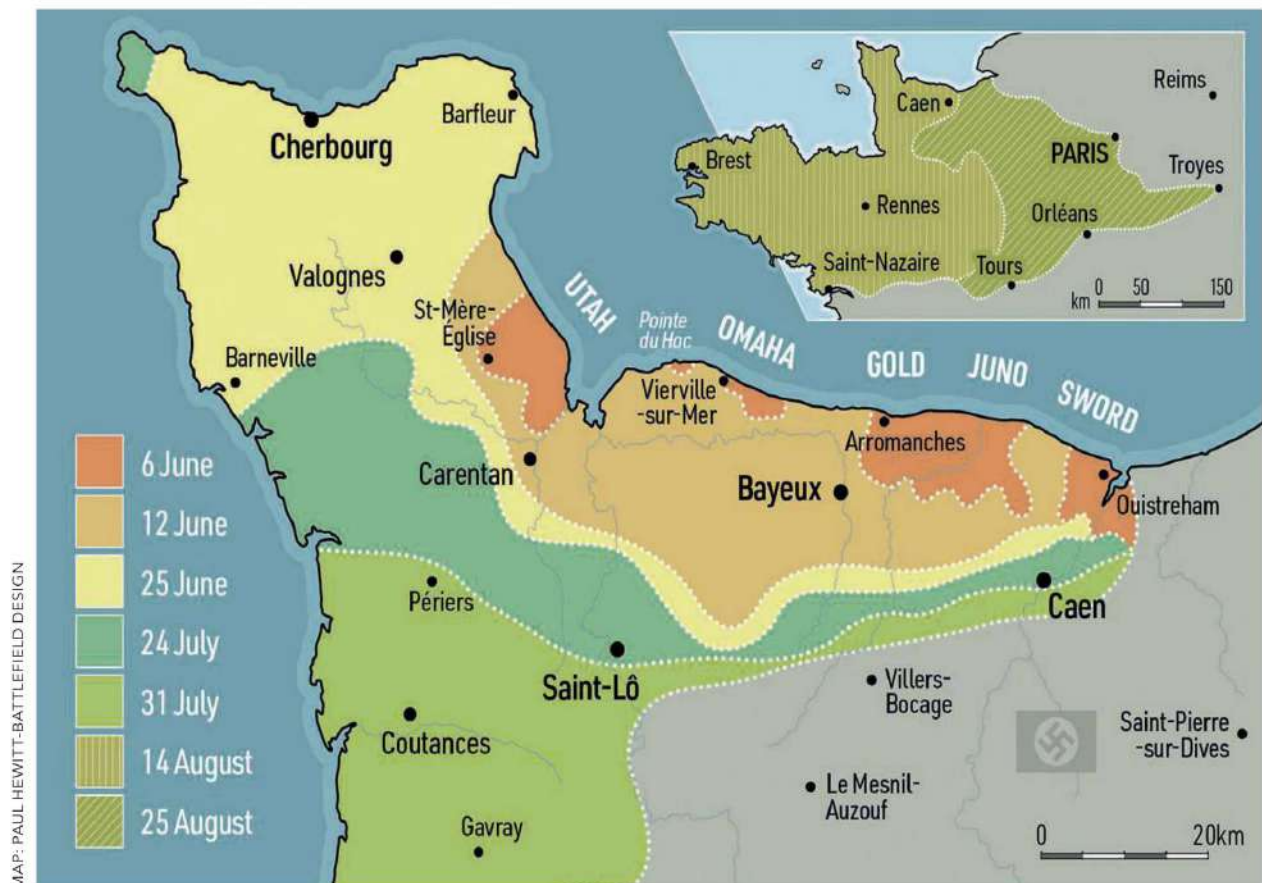 Cherbourg
Barfleur
Valognes
St-Mère-
Église
Barneville
UTAH
Pointe
du Hoc
OMAHA
GOLD
JUNO
SWORD
Vierville
-sur-Mer
Arromanches
Ouistreham
Carentan
Bayeux
Caen
Périers
Saint-Lô
Villers-
Bocage
Coutances
Saint-Pierre
-sur-Dives
Le Mesnil-
Auzouf
Gavray
0 20km
6 June
12 June
25 June
24 July
31 July
14 August
25 August
Caen
Reims
PARIS
Brest
Troyes
Rennes
Orléans
Saint-Nazaire
Tours
0 50 100 150
km
MAP: PAUL HEWITT-BATTLEFIELD DESIGN